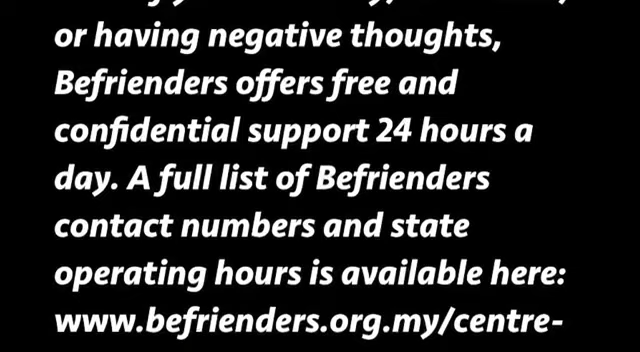 or having negative thoughts,
Befrienders offers free and
confidential support 24 hours a
day. A full list of Befrienders
contact numbers and state
operating hours is available here:
www.befrienders.org.my/centre-